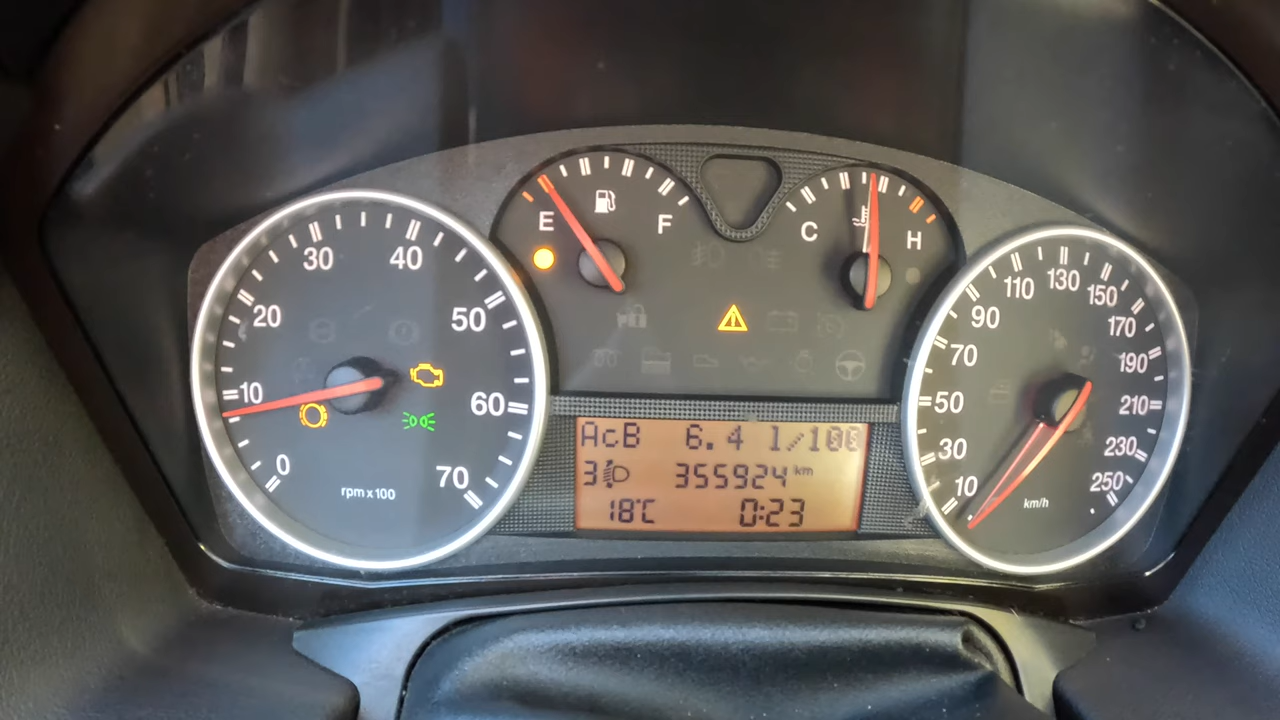 30 40
20 50
10 60
0 70
rpm x 100
E F
C H
130
110 150
90 170
70 190
50 210
30 230
10 250
km/h
AcB 6.4 l/100
3 355924 km
18°C 0:23